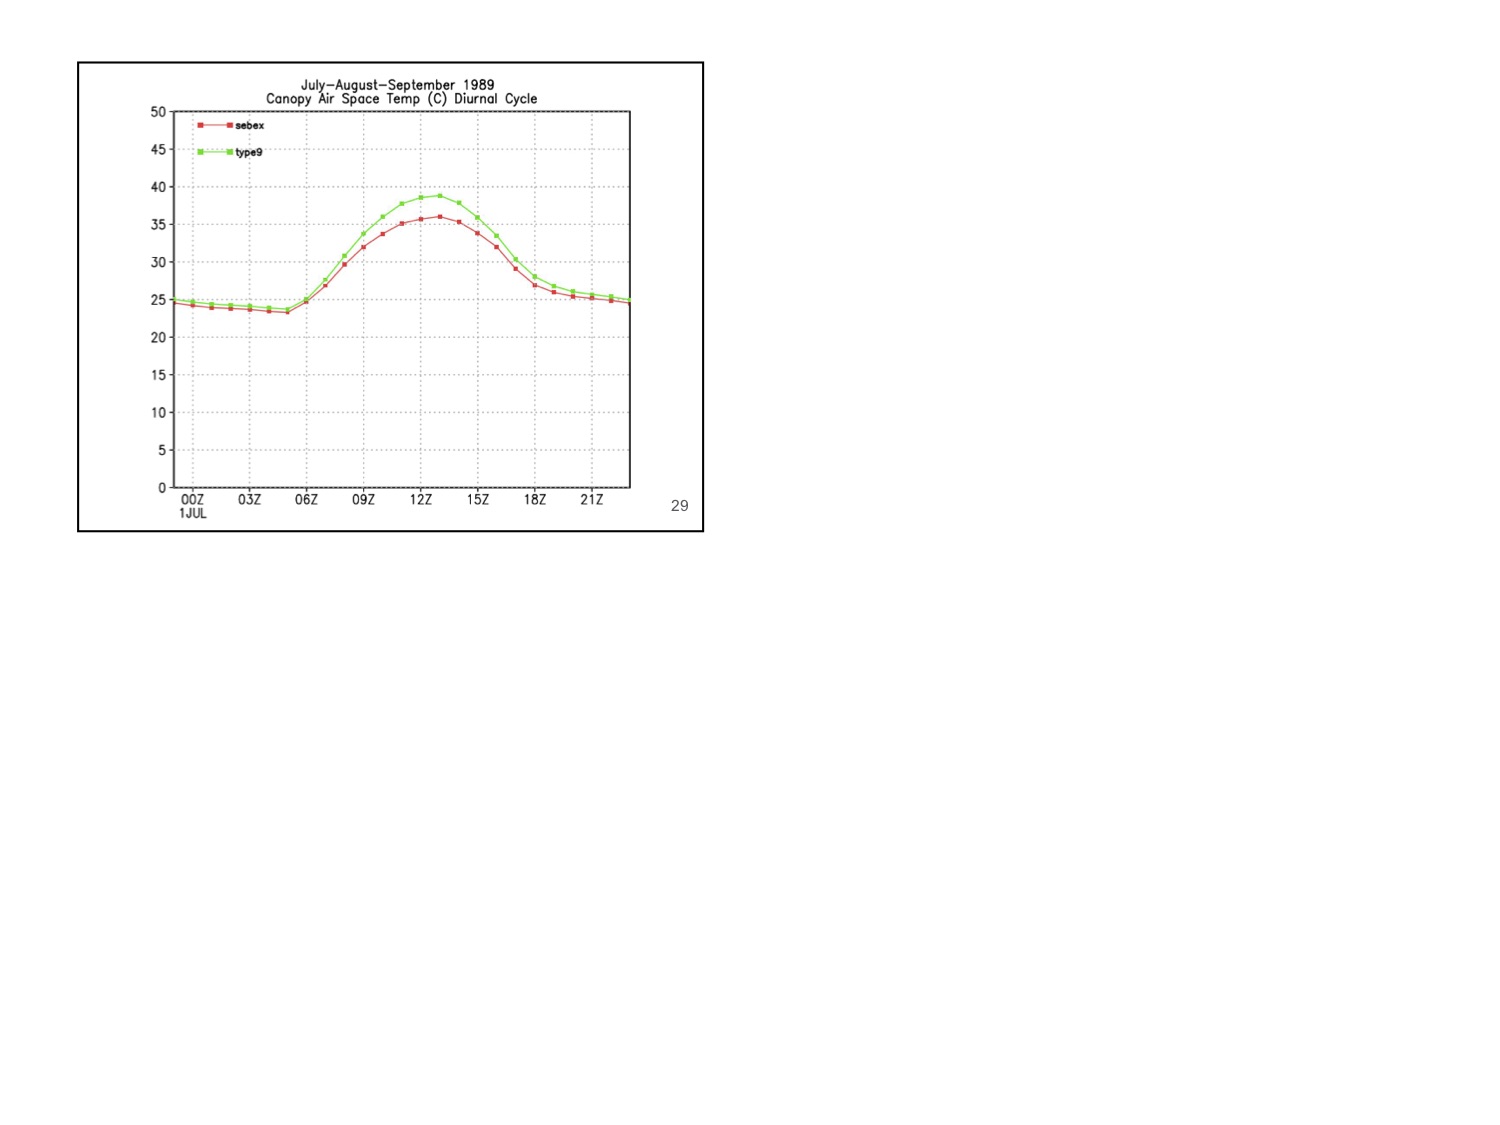 July-August-September 1989
Canopy Air Space Temp (C) Diurnal Cycle
50
sebex
45
type9
40
35
30
25
20
15
10
5
0
00Z 03Z 06Z 09Z 12Z 15Z 18Z 21Z
1JUL
29